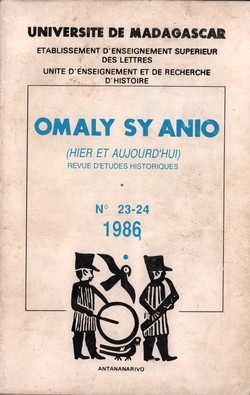 UNIVERSITE DE MADAGASCAR
ETABLISSEMENT D'ENSEIGNEMENT SUPERIEUR
DES LETTRES
UNITE D'ENSEIGNEMENT ET DE RECHERCHE
D'HISTOIRE
OMALY SY ANIO
(HIER ET AUJOURD'HUI)
REVUE D'ETUDES HISTORIQUES
N° 23-24
1986
ANTANANARIVO